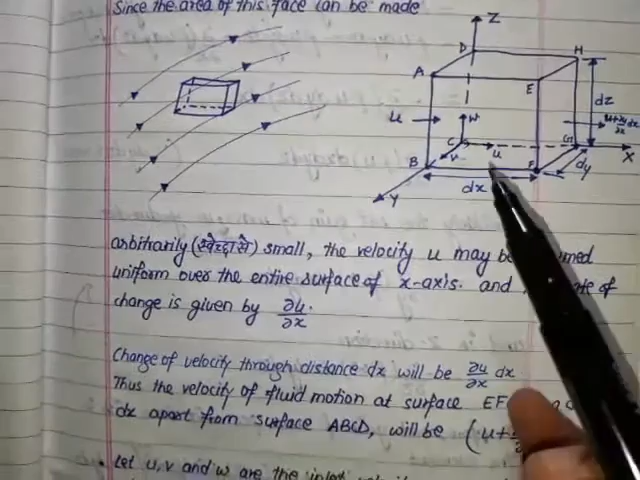 Since the area of this face can be made
Z
D
H
A
E
dz
u
w
u+∂u/∂x dx
C
G
X
v
u
B
F
dy
dx
Y
arbitrarily (स्वेच्छासे) small, the velocity u may be
uniform over the entire surface of x-axis. and of
change is given by ∂u/∂x.
Change of velocity through distance dx will be ∂u/∂x dx
Thus the velocity of fluid motion at surface EF
dx apart from surface ABCD, will be (u+
Let u,v and w are the inlet